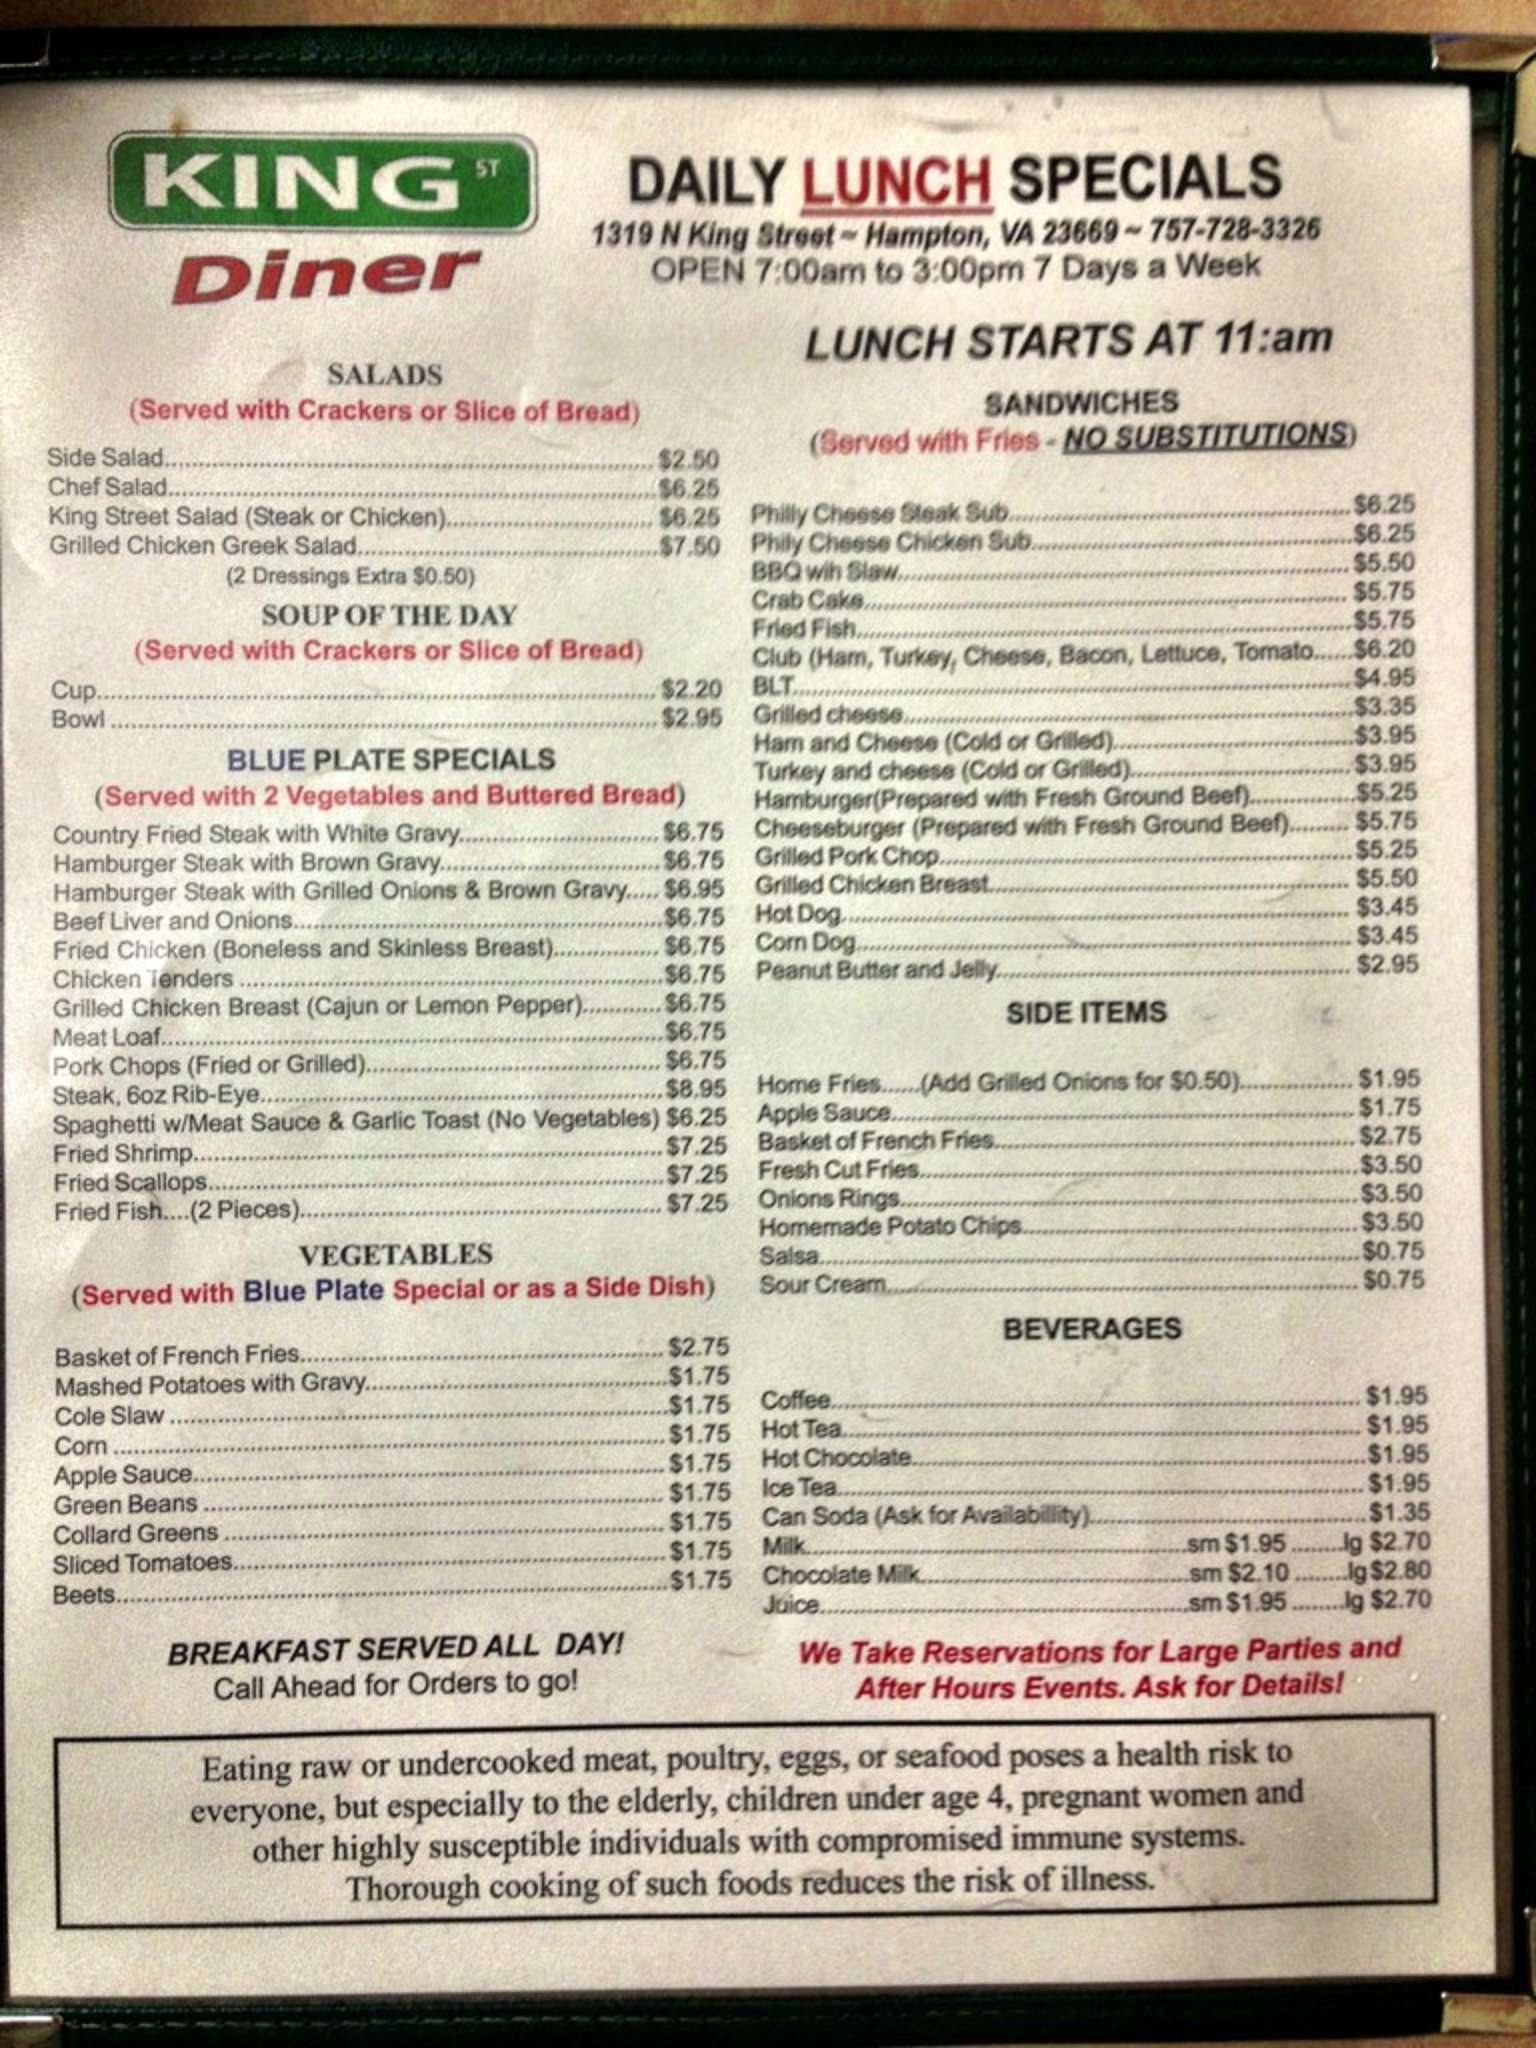 KING ST
Diner
DAILY LUNCH SPECIALS
1319 N King Street ~ Hampton, VA 23669 ~ 757-728-3326
OPEN 7:00am to 3:00pm 7 Days a Week
LUNCH STARTS AT 11:am
SALADS
(Served with Crackers or Slice of Bread)
Side Salad $2.50
Chef Salad $6.25
King Street Salad (Steak or Chicken) $6.25
Grilled Chicken Greek Salad $7.50
(2 Dressings Extra $0.50)
SOUP OF THE DAY
(Served with Crackers or Slice of Bread)
Cup $2.20
Bowl $2.95
BLUE PLATE SPECIALS
(Served with 2 Vegetables and Buttered Bread)
Country Fried Steak with White Gravy $6.75
Hamburger Steak with Brown Gravy $6.75
Hamburger Steak with Grilled Onions & Brown Gravy $6.95
Beef Liver and Onions $6.75
Fried Chicken (Boneless and Skinless Breast) $6.75
Chicken Tenders $6.75
Grilled Chicken Breast (Cajun or Lemon Pepper) $6.75
Meat Loaf $6.75
Pork Chops (Fried or Grilled) $6.75
Steak, 6oz Rib-Eye $8.95
Spaghetti w/Meat Sauce & Garlic Toast (No Vegetables) $6.25
Fried Shrimp $7.25
Fried Scallops $7.25
Fried Fish....(2 Pieces) $7.25
VEGETABLES
(Served with Blue Plate Special or as a Side Dish)
Basket of French Fries $2.75
Mashed Potatoes with Gravy $1.75
Cole Slaw $1.75
Corn $1.75
Apple Sauce $1.75
Green Beans $1.75
Collard Greens $1.75
Sliced Tomatoes $1.75
Beets $1.75
BREAKFAST SERVED ALL DAY!
Call Ahead for Orders to go!
SANDWICHES
(Served with Fries - NO SUBSTITUTIONS)
Philly Cheese Steak Sub $6.25
Philly Cheese Chicken Sub $6.25
BBQ wih Slaw $5.50
Crab Cake $5.75
Fried Fish $5.75
Club (Ham, Turkey, Cheese, Bacon, Lettuce, Tomato $6.20
BLT $4.95
Grilled cheese $3.35
Ham and Cheese (Cold or Grilled) $3.95
Turkey and cheese (Cold or Grilled) $3.95
Hamburger(Prepared with Fresh Ground Beef) $5.25
Cheeseburger (Prepared with Fresh Ground Beef) $5.75
Grilled Pork Chop $5.25
Grilled Chicken Breast $5.50
Hot Dog $3.45
Corn Dog $3.45
Peanut Butter and Jelly $2.95
SIDE ITEMS
Home Fries......(Add Grilled Onions for $0.50) $1.95
Apple Sauce $1.75
Basket of French Fries $2.75
Fresh Cut Fries $3.50
Onions Rings $3.50
Homemade Potato Chips $3.50
Salsa $0.75
Sour Cream $0.75
BEVERAGES
Coffee $1.95
Hot Tea $1.95
Hot Chocolate $1.95
Ice Tea $1.95
Can Soda (Ask for Availabillity) $1.35
Milk sm $1.95 lg $2.70
Chocolate Milk sm $2.10 lg $2.80
Juice sm $1.95 lg $2.70
We Take Reservations for Large Parties and
After Hours Events. Ask for Details!
Eating raw or undercooked meat, poultry, eggs, or seafood poses a health risk to
everyone, but especially to the elderly, children under age 4, pregnant women and
other highly susceptible individuals with compromised immune systems.
Thorough cooking of such foods reduces the risk of illness.